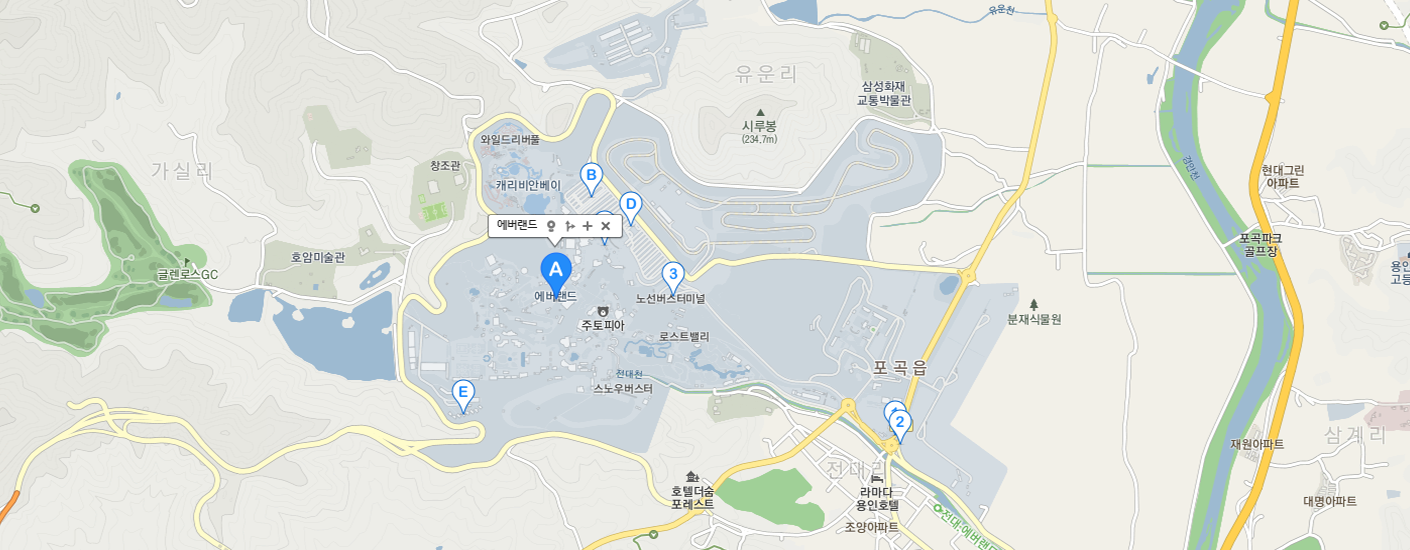 유운천
유운리
삼성화재
교통박물관
시루봉
(234.7m)
와일드리버풀
창조관
가실리
캐리비안베이
B
D
현대그린
아파트
경안천
에버랜드
포곡파크
골프장
호암미술관
글렌로스GC
A
3
에버랜드
노선버스터미널
주토피아
분재식물원
로스트밸리
포곡읍
전대천
스노우버스터
E
2
삼계리
재원아파트
전대리
호텔더숨
포레스트
라마다
용인호텔
대명아파트
조양아파트
전대·에버랜드